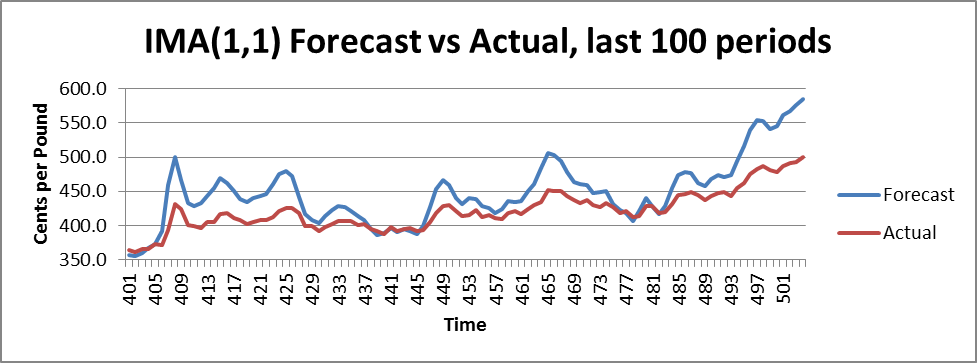 IMA(1,1) Forecast vs Actual, last 100 periods
Cents per Pound
600.0
550.0
500.0
450.0
400.0
350.0
401 405 409 413 417 421 425 429 433 437 441 445 449 453 457 461 465 469 473 477 481 485 489 493 497 501
Time
Forecast
Actual